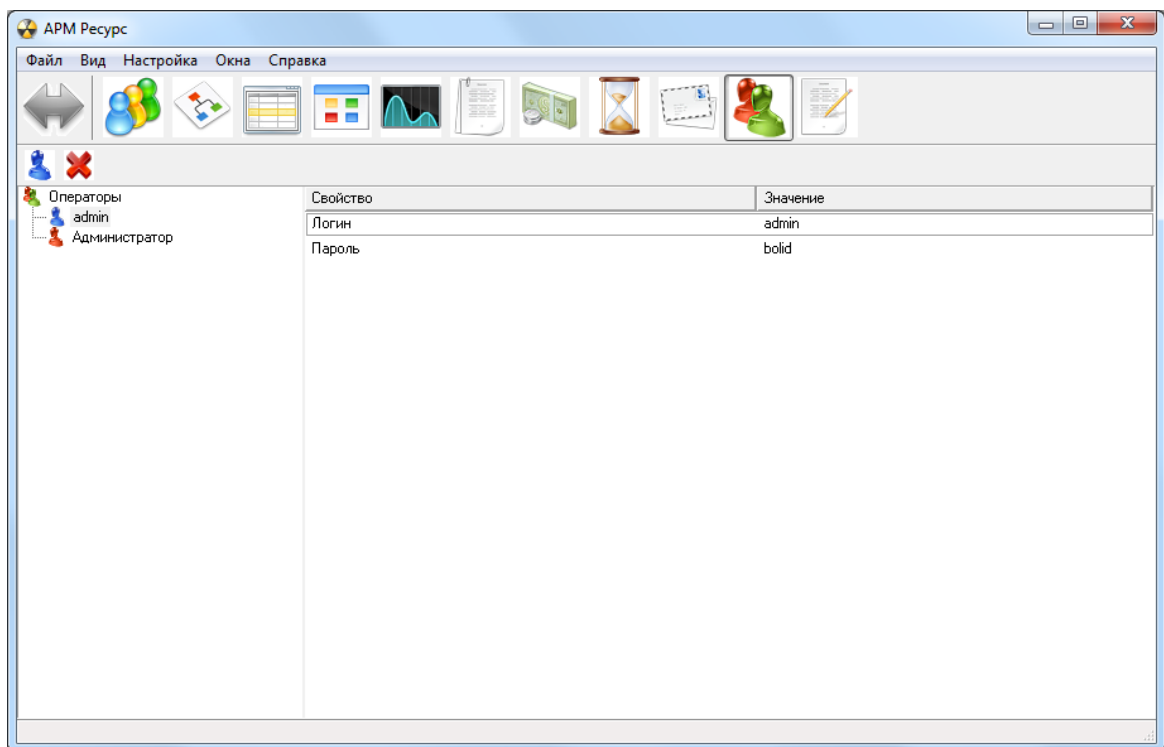 АРМ Ресурс
Файл Вид Настройка Окна Справка
Операторы
admin
Администратор
Свойство Значение
Логин admin
Пароль bolid